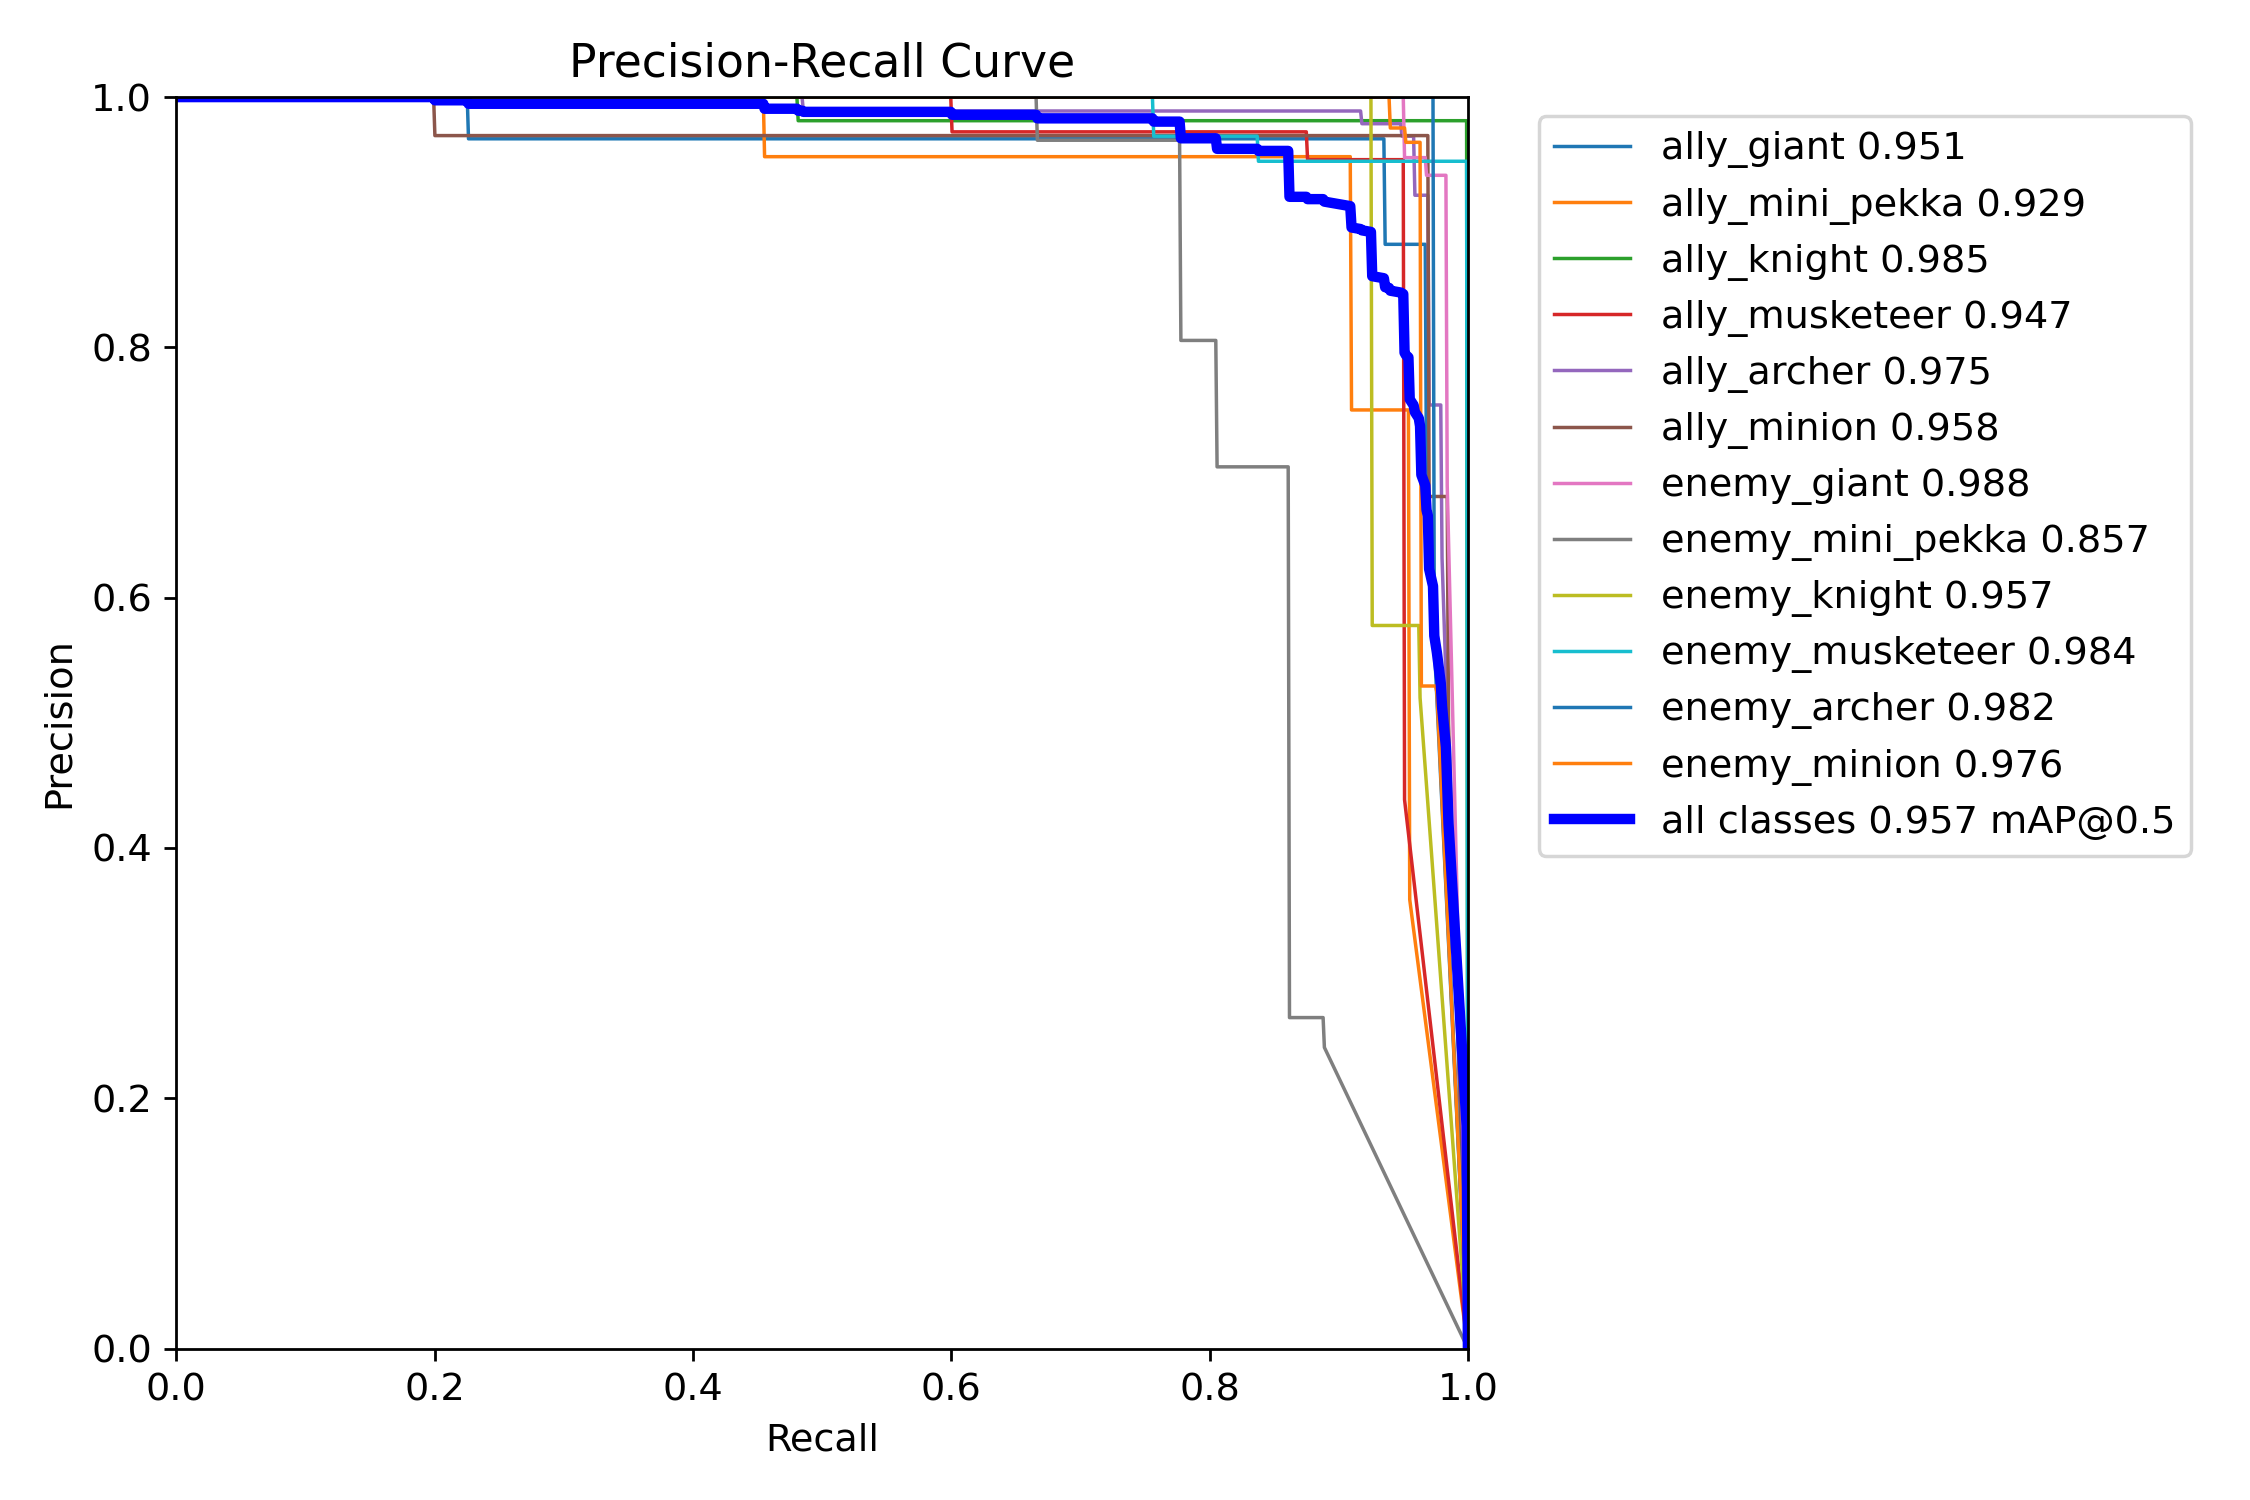 Precision-Recall Curve
1.0
0.8
0.6
0.4
0.2
0.0
Precision
0.0 0.2 0.4 0.6 0.8 1.0
Recall
ally_giant 0.951
ally_mini_pekka 0.929
ally_knight 0.985
ally_musketeer 0.947
ally_archer 0.975
ally_minion 0.958
enemy_giant 0.988
enemy_mini_pekka 0.857
enemy_knight 0.957
enemy_musketeer 0.984
enemy_archer 0.982
enemy_minion 0.976
all classes 0.957 mAP@0.5